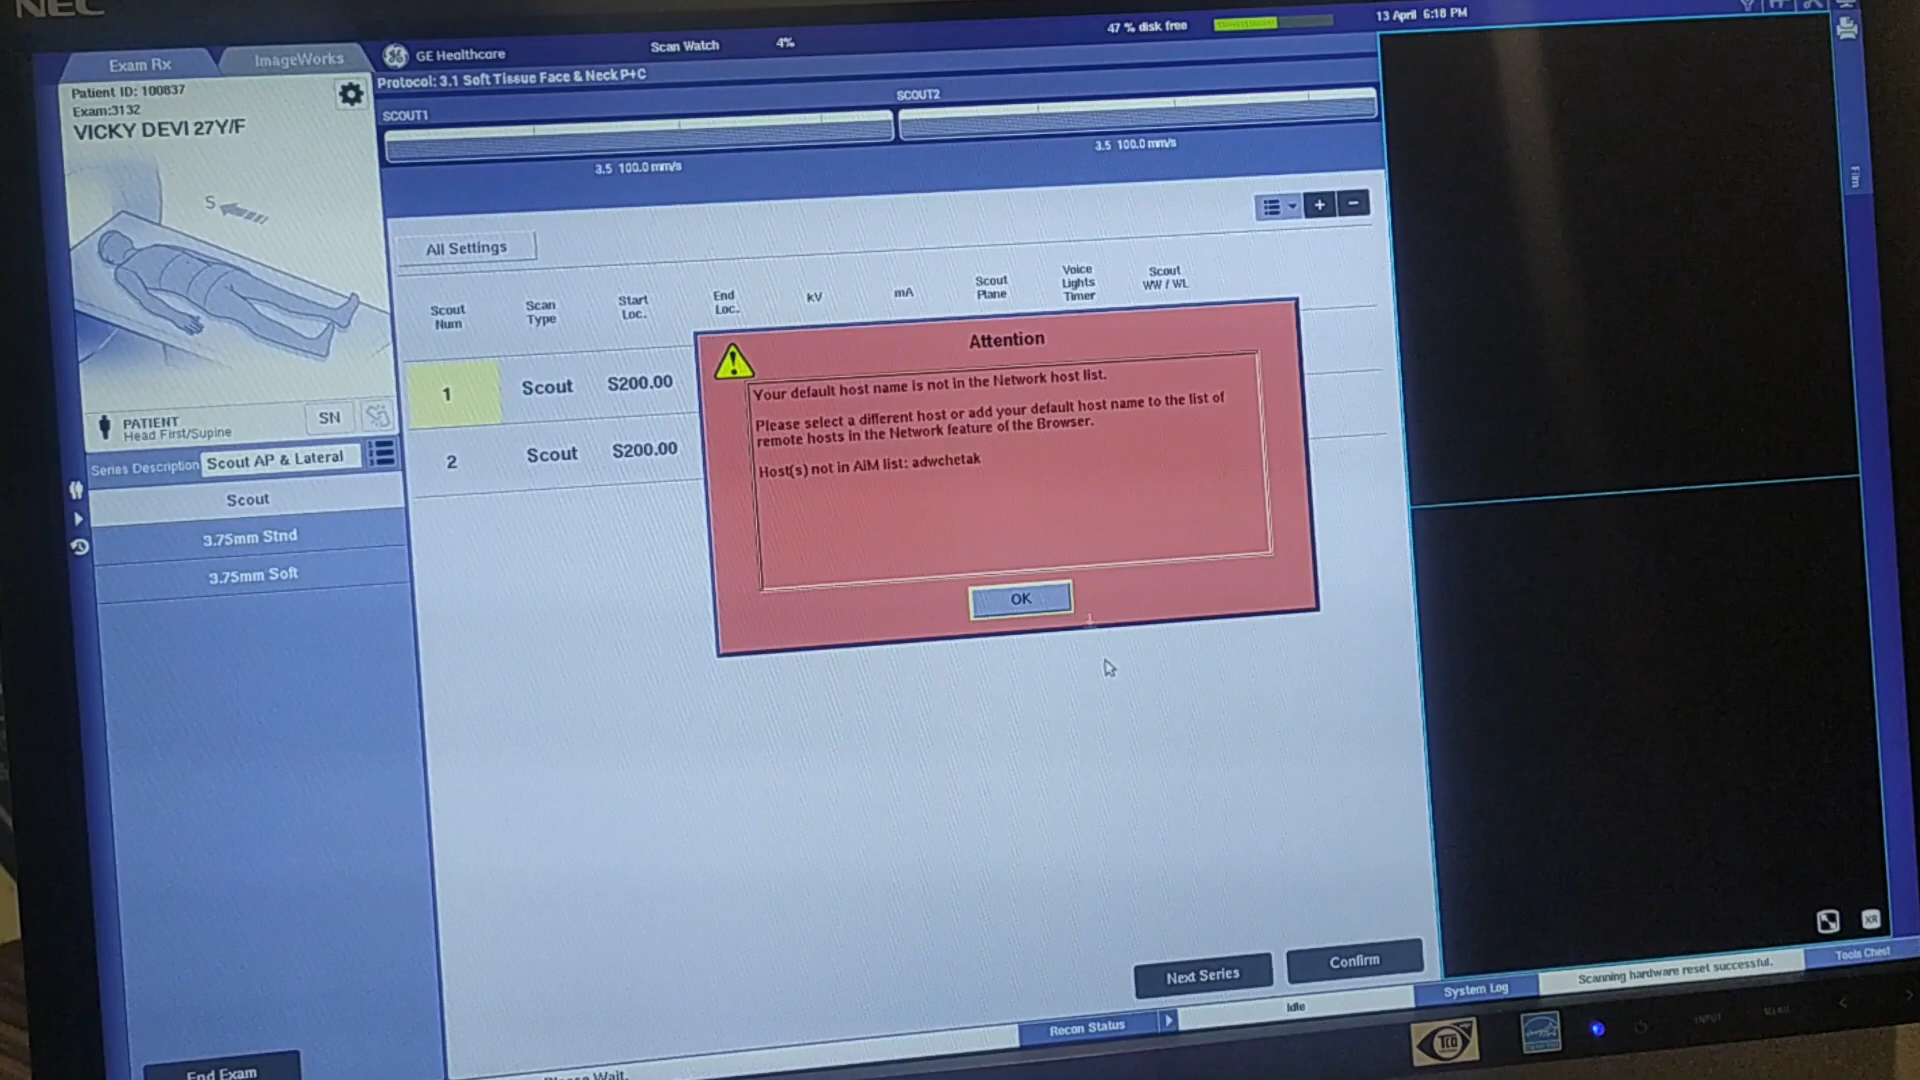 NEC
Exam Rx
ImageWorks
GE Healthcare
Scan Watch
4%
47 % disk free
13 April 6:18 PM
Patient ID: 100837
Exam:3132
VICKY DEVI 27Y/F
Protocol: 3.1 Soft Tissue Face & Neck P+C
SCOUT1
SCOUT2
3.5 100.0 mm/s
3.5 100.0 mm/s
Film
S
All Settings
+
−
Scout Num
Scan Type
Start Loc.
End Loc.
kV
mA
Scout Plane
Voice Lights Timer
Scout WW / WL
1
Scout
S200.00
2
Scout
S200.00
Attention
Your default host name is not in the Network host list.
Please select a different host or add your default host name to the list of
remote hosts in the Network feature of the Browser.
Host(s) not in AIM list: adwchetak
OK
PATIENT
Head First/Supine
SN
Series Description
Scout AP & Lateral
Scout
3.75mm Stnd
3.75mm Soft
Next Series
Confirm
XR
Tools Chest
System Log
Scanning hardware reset successful.
Idle
Recon Status
End Exam
Please Wait.
TCO
INPUT
MENU